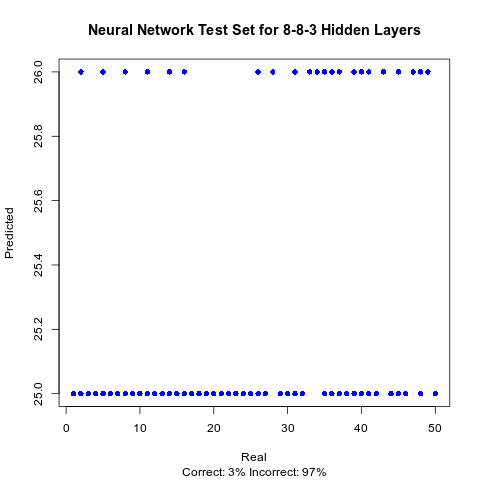 Neural Network Test Set for 8-8-3 Hidden Layers
Predicted
26.0
25.8
25.6
25.4
25.2
25.0
0 10 20 30 40 50
Real
Correct: 3% Incorrect: 97%